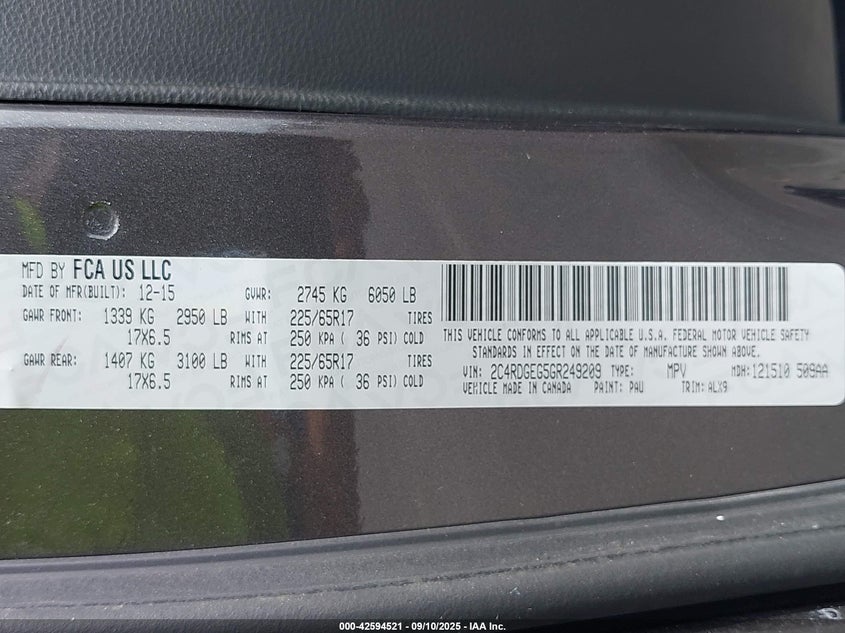 MFD BY FCA US LLC
DATE OF MFR(BUILT): 12-15 GVWR: 2745 KG 6050 LB
GAWR FRONT: 1339 KG 2950 LB WITH 225/65R17 TIRES
17X6.5 RIMS AT 250 KPA ( 36 PSI) COLD
GAWR REAR: 1407 KG 3100 LB WITH 225/65R17 TIRES
17X6.5 RIMS AT 250 KPA ( 36 PSI) COLD
THIS VEHICLE CONFORMS TO ALL APPLICABLE U.S.A. FEDERAL MOTOR VEHICLE SAFETY
STANDARDS IN EFFECT ON THE DATE OF MANUFACTURE SHOWN ABOVE.
VIN: 2C4RDGEG5GR249209 TYPE: MPV MDH: 121510 509AA
VEHICLE MADE IN CANADA PAINT: PAU TRIM: ALX9
000-42594521 - 09/10/2025 - IAA Inc.